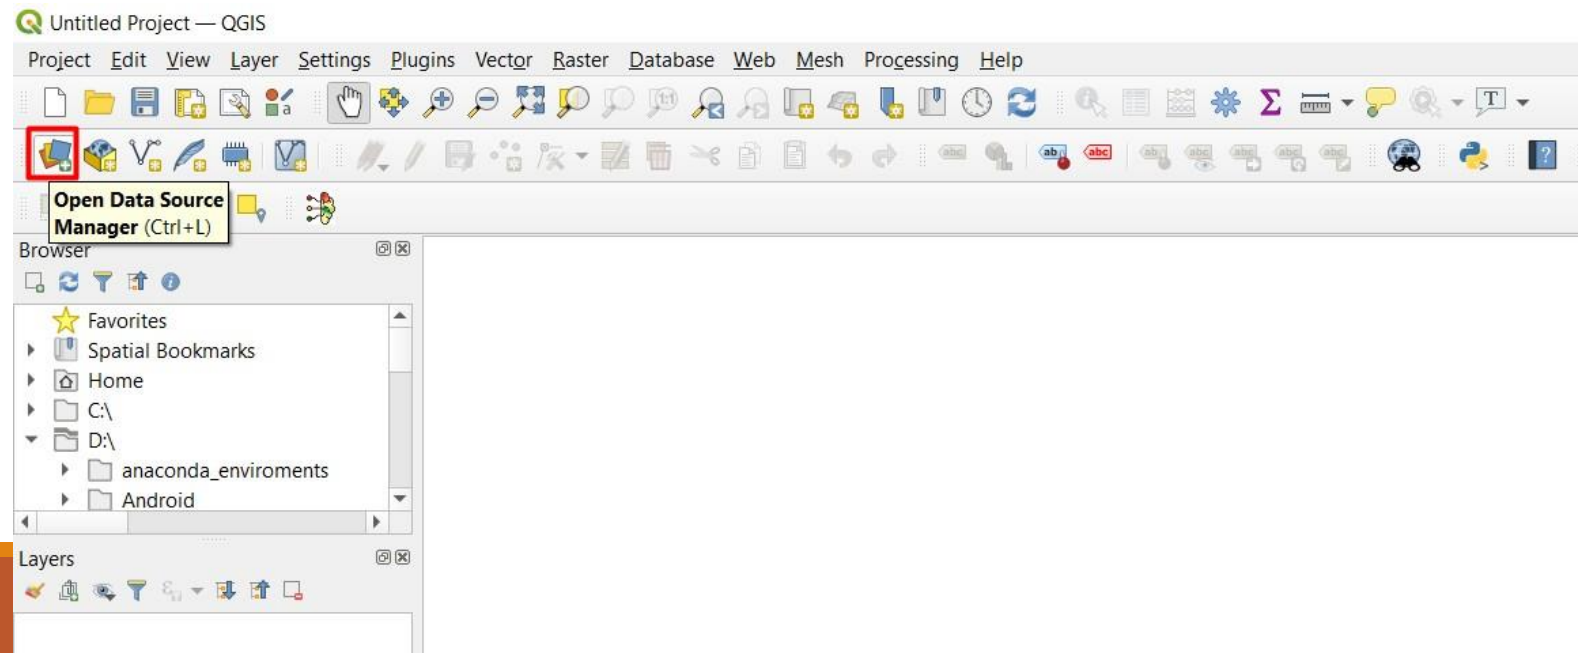 Untitled Project — QGIS
Project Edit View Layer Settings Plugins Vector Raster Database Web Mesh Processing Help
Open Data Source
Manager (Ctrl+L)
Browser
Favorites
Spatial Bookmarks
Home
C:\
D:\
anaconda_enviroments
Android
Layers